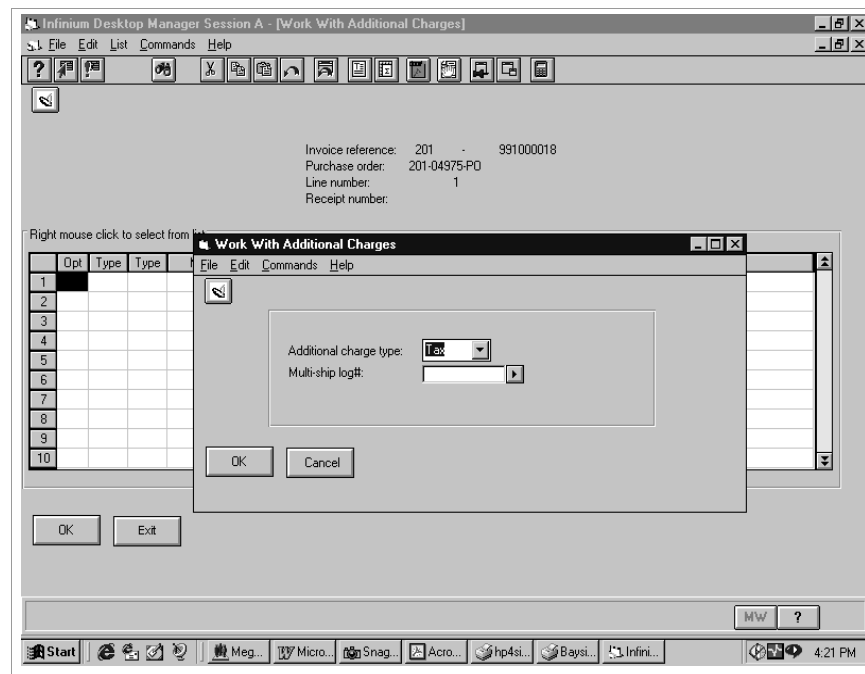 Infinium Desktop Manager Session A - [Work With Additional Charges]
File Edit List Commands Help
Invoice reference: 201 - 991000018
Purchase order: 201-04975-PO
Line number: 1
Receipt number:
Right mouse click to select from
Opt Type Type
1
2
3
4
5
6
7
8
9
10
Work With Additional Charges
File Edit Commands Help
Additional charge type: Tax
Multi-ship log#:
OK Cancel
OK Exit
MW ?
Start Meg... Micro... Snag... Acro... hp4si... Baysi... Infini... 4:21 PM